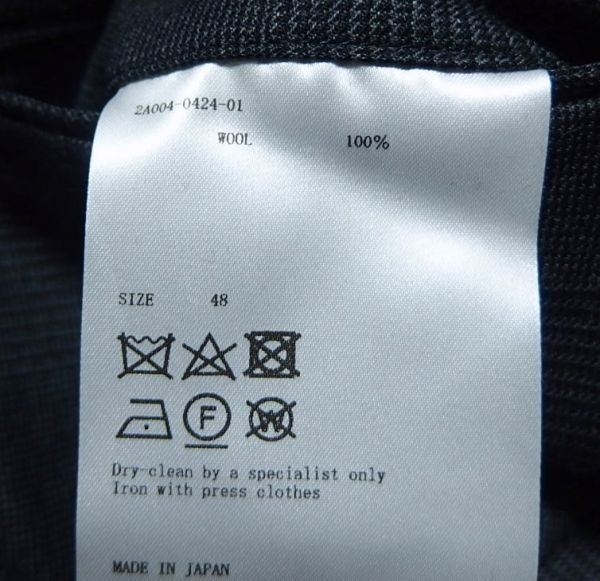 2A004-0424-01
WOOL 100%
SIZE 48
F W
Dry-clean by a specialist only
Iron with press clothes
MADE IN JAPAN